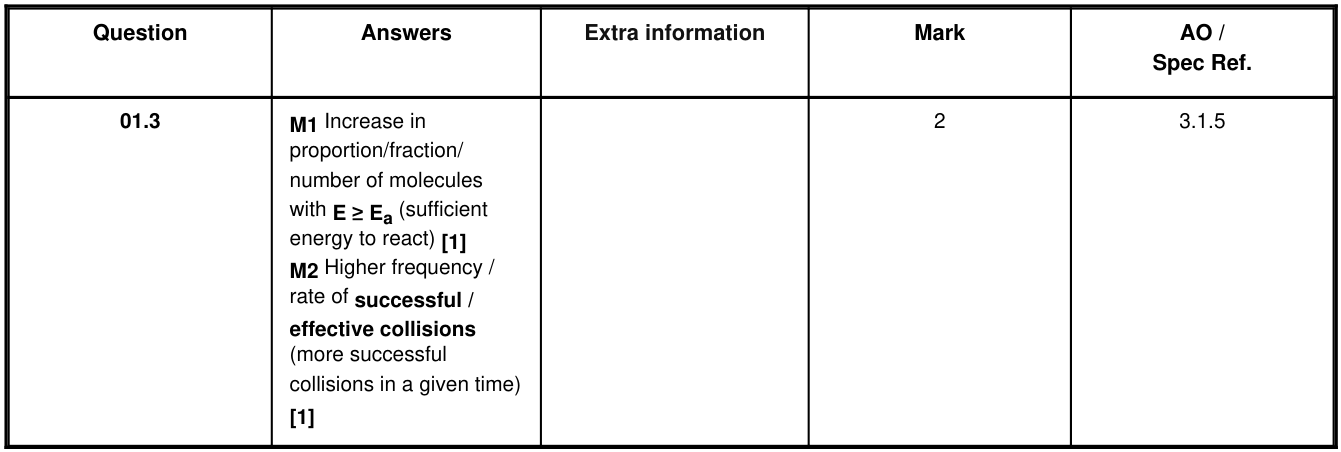 Question Answers Extra information Mark AO /
Spec Ref.
01.3 M1 Increase in 2 3.1.5
proportion/fraction/
number of molecules
with E ≥ Ea (sufficient
energy to react) [1]
M2 Higher frequency /
rate of successful /
effective collisions
(more successful
collisions in a given time)
[1]